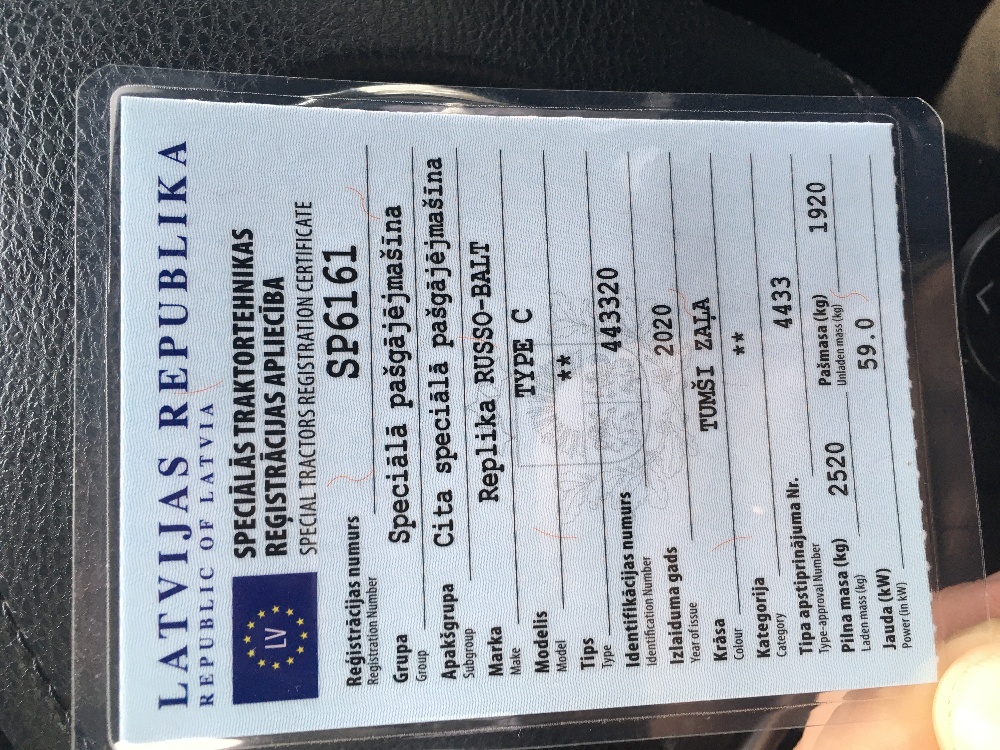 LATVIJAS REPUBLIKA
REPUBLIC OF LATVIA
LV
SPECIĀLĀS TRAKTORTEHNIKAS
REĢISTRĀCIJAS APLIECĪBA
SPECIAL TRACTORS REGISTRATION CERTIFICATE
Reģistrācijas numurs SP6161
Registration Number
Grupa Speciālā pašgājējmašīna
Group
Apakšgrupa Cita speciālā pašgājējmašīna
Subgroup
Marka Replika RUSSO-BALT
Make
Modelis TYPE C
Model
Tips **
Type
Identifikācijas numurs 443320
Identification Number
Izlaiduma gads 2020
Year of issue
Krāsa TUMŠI ZAĻA
Colour
Kategorija **
Category
Tipa apstiprinājuma Nr. 4433
Type-approval Number
Pilna masa (kg) 2520 Pašmasa (kg) 1920
Laden mass (kg) Unladen mass (kg)
Jauda (kW) 59.0
Power (in kW)